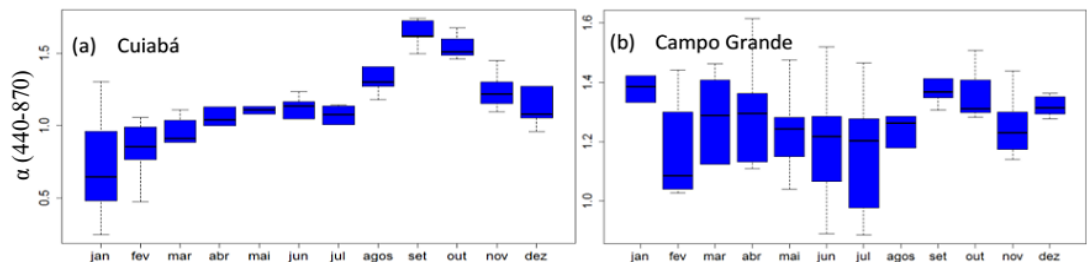 (a) Cuiabá
(b) Campo Grande
α (440-870)
1.5
1.0
0.5
1.6
1.4
1.2
1.0
jan fev mar abr mai jun jul agos set out nov dez
jan fev mar abr mai jun jul agos set out nov dez